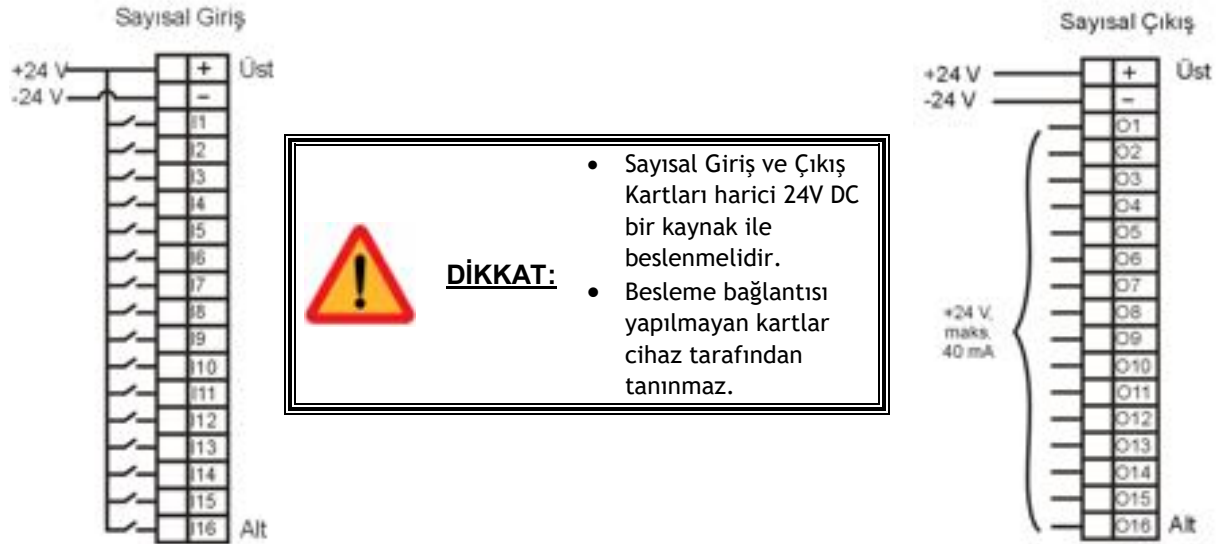 Sayısal Giriş
+24 V
-24 V
+ Üst
–
I1
I2
I3
I4
I5
I6
I7
I8
I9
I10
I11
I12
I13
I14
I15
I16 Alt
DİKKAT:
• Sayısal Giriş ve Çıkış
Kartları harici 24V DC
bir kaynak ile
beslenmelidir.
• Besleme bağlantısı
yapılmayan kartlar
cihaz tarafından
tanınmaz.
Sayısal Çıkış
+24 V
-24 V
+ Üst
–
O1
O2
O3
O4
O5
O6
O7
O8
O9
O10
O11
O12
O13
O14
O15
O16 Alt
+24 V,
maks.
40 mA